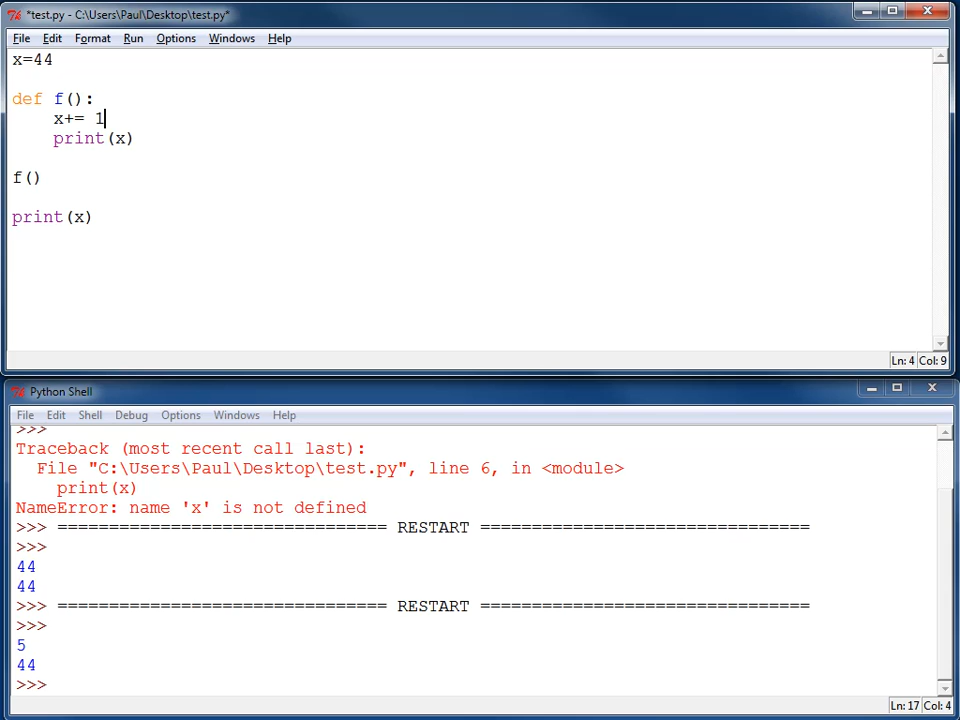 *test.py - C:\Users\Paul\Desktop\test.py*
File Edit Format Run Options Windows Help
x=44
def f():
    x+= 1
    print(x)
f()
print(x)
Ln: 4 Col: 9
Python Shell
File Edit Shell Debug Options Windows Help
>>>
Traceback (most recent call last):
  File "C:\Users\Paul\Desktop\test.py", line 6, in <module>
    print(x)
NameError: name 'x' is not defined
>>> ================================ RESTART ================================
>>>
44
44
>>> ================================ RESTART ================================
>>>
5
44
>>>
Ln: 17 Col: 4